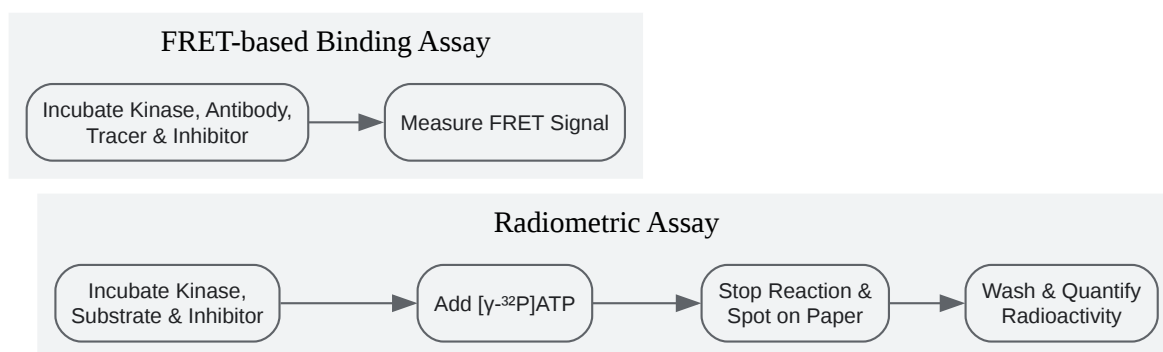 FRET-based Binding Assay
Incubate Kinase, Antibody,
Tracer & Inhibitor
Measure FRET Signal
Radiometric Assay
Incubate Kinase,
Substrate & Inhibitor
Add [γ-³²P]ATP
Stop Reaction &
Spot on Paper
Wash & Quantify
Radioactivity